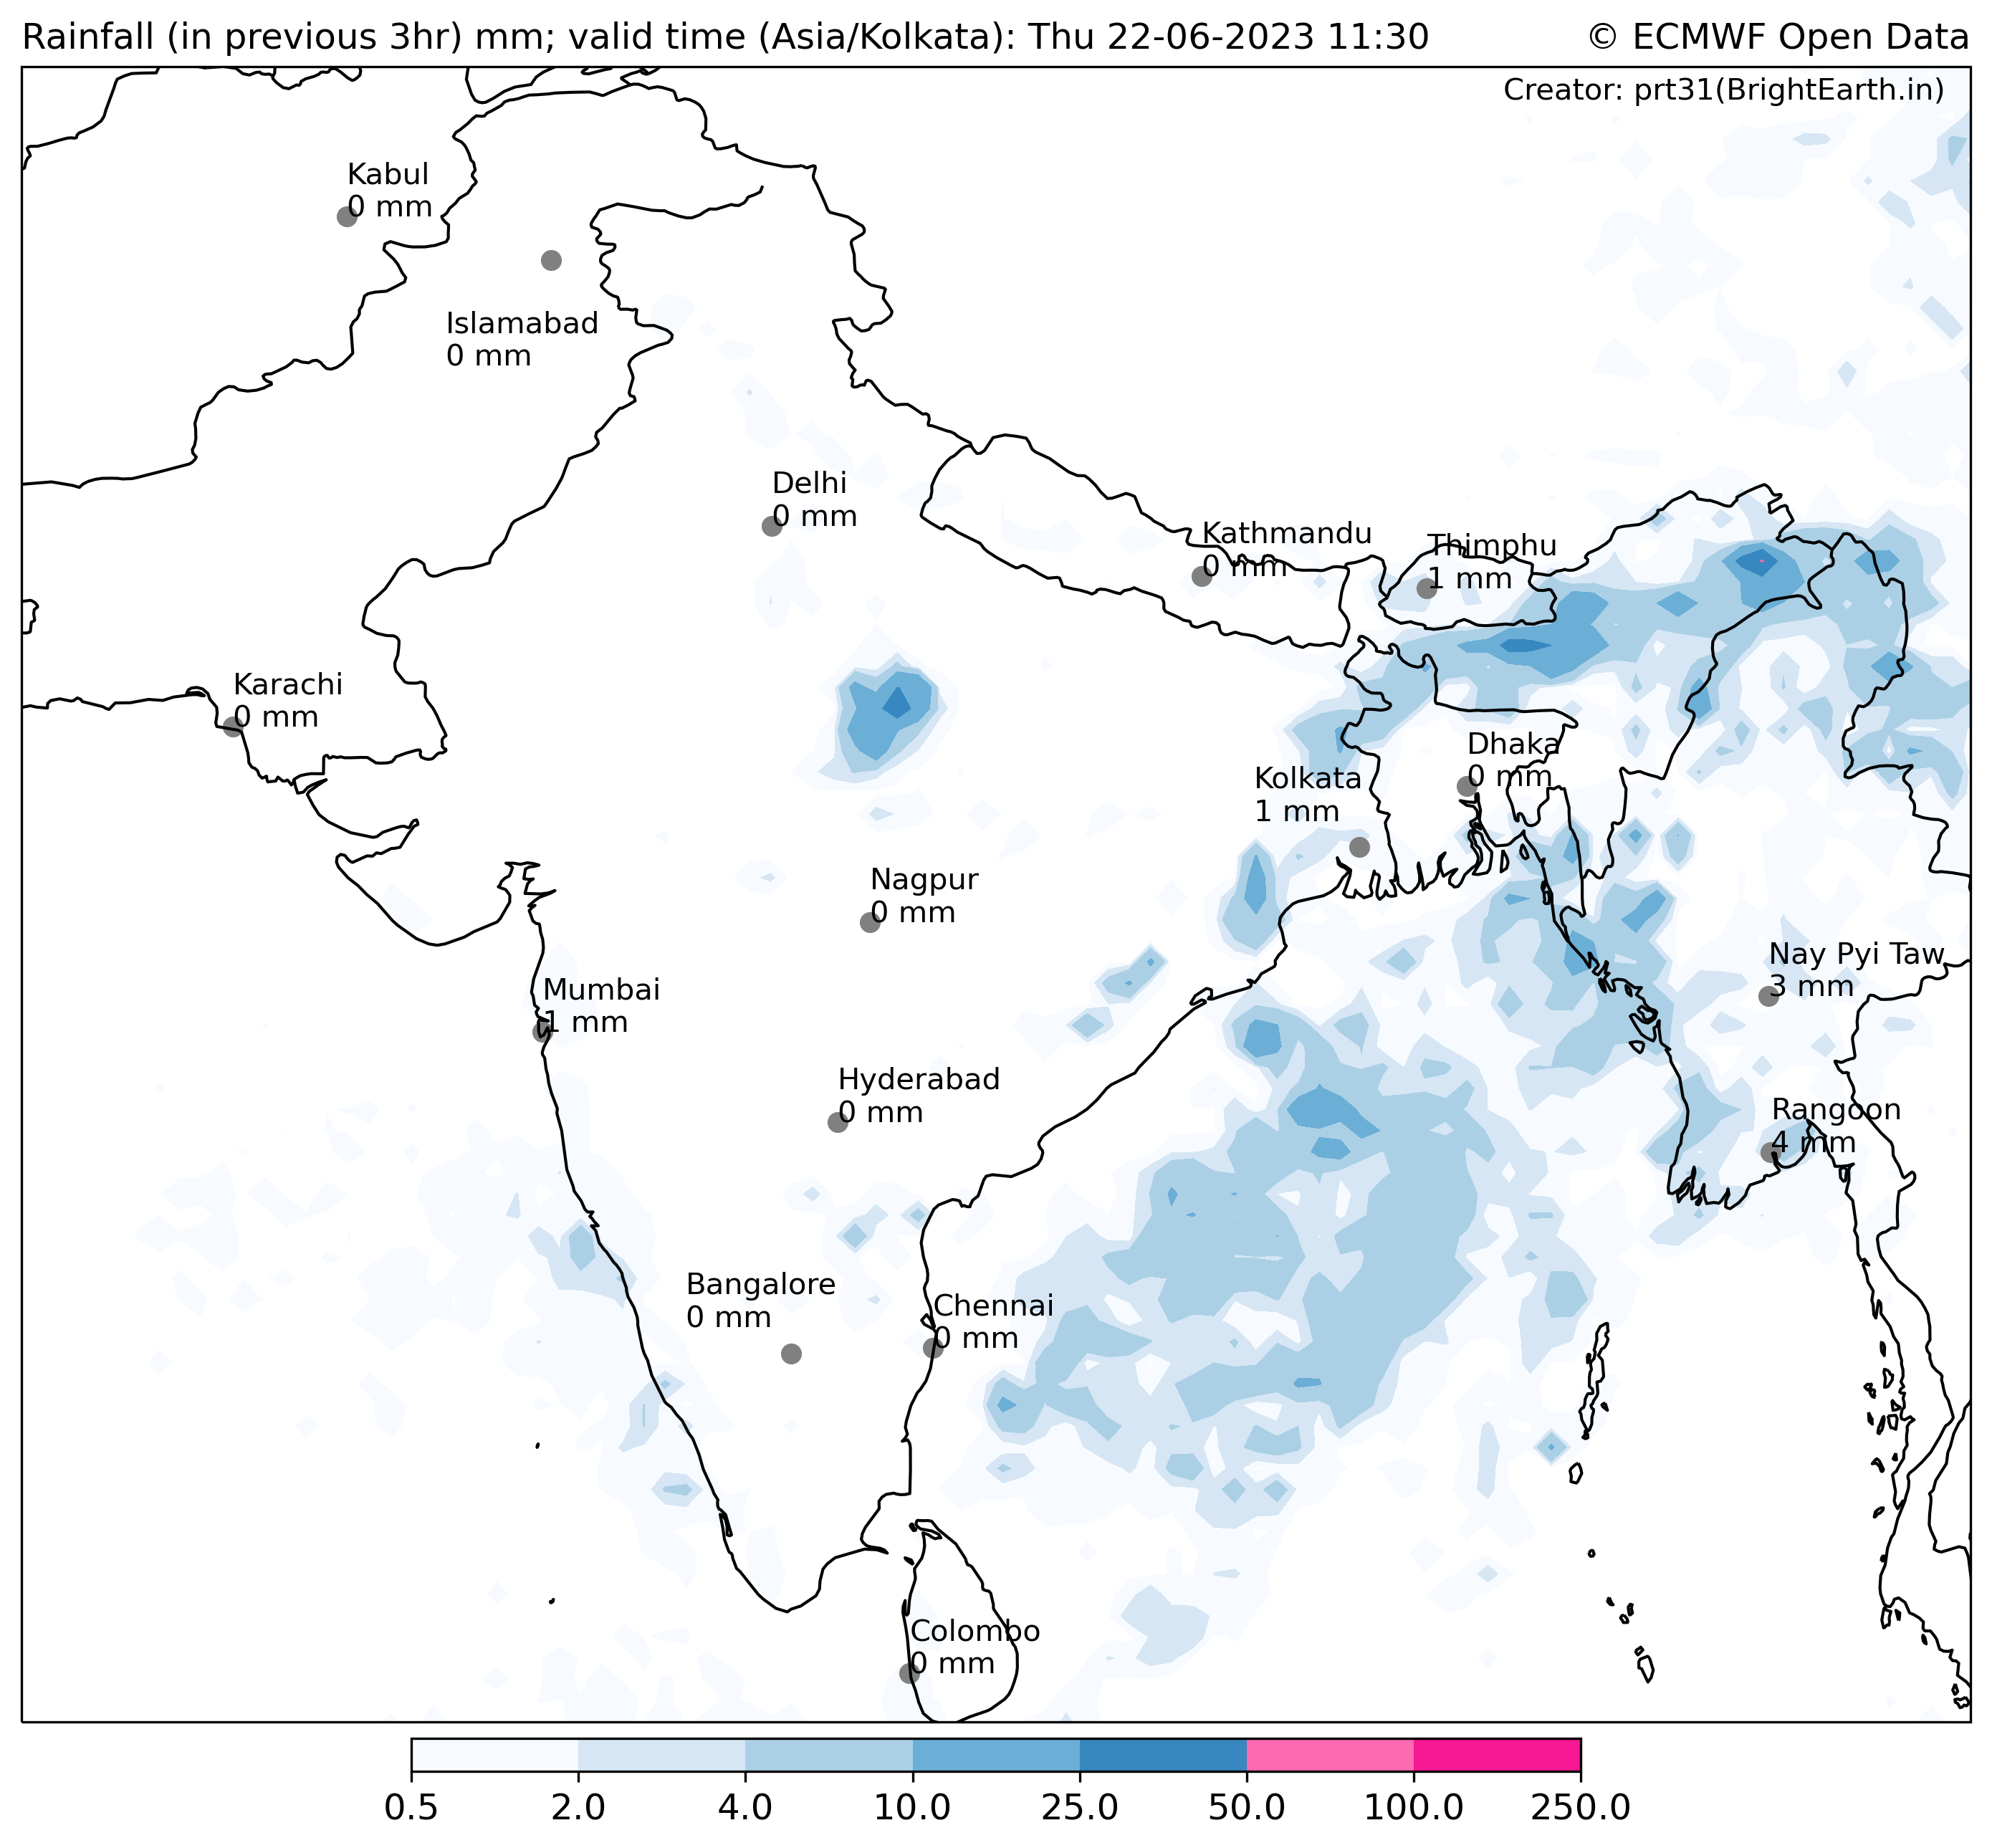 Rainfall (in previous 3hr) mm; valid time (Asia/Kolkata): Thu 22-06-2023 11:30
© ECMWF Open Data
Creator: prt31(BrightEarth.in)
Kabul
0 mm
Islamabad
0 mm
Delhi
0 mm
Kathmandu
0 mm
Thimphu
1 mm
Karachi
0 mm
Dhaka
0 mm
Kolkata
1 mm
Nagpur
0 mm
Nay Pyi Taw
3 mm
Mumbai
1 mm
Hyderabad
0 mm
Rangoon
4 mm
Bangalore
0 mm
Chennai
0 mm
Colombo
0 mm
0.5 2.0 4.0 10.0 25.0 50.0 100.0 250.0